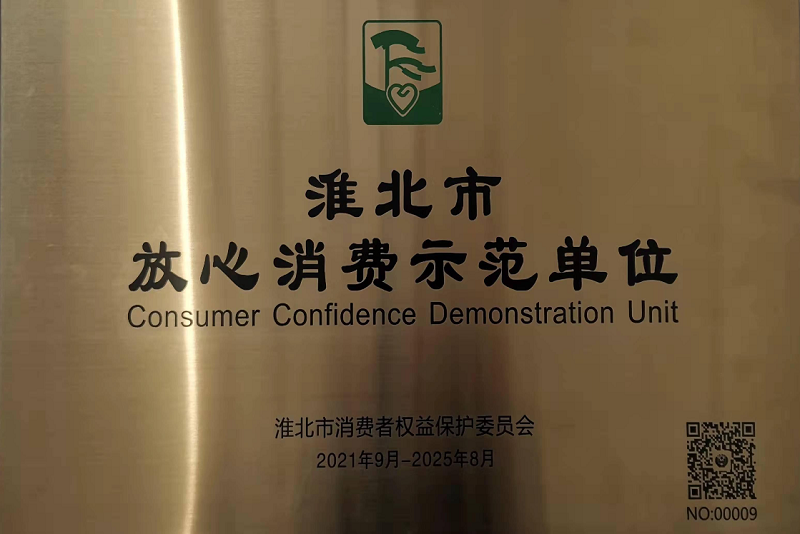 淮北市
放心消费示范单位
Consumer Confidence Demonstration Unit
淮北市消费者权益保护委员会
2021年9月-2025年8月
NO:00009